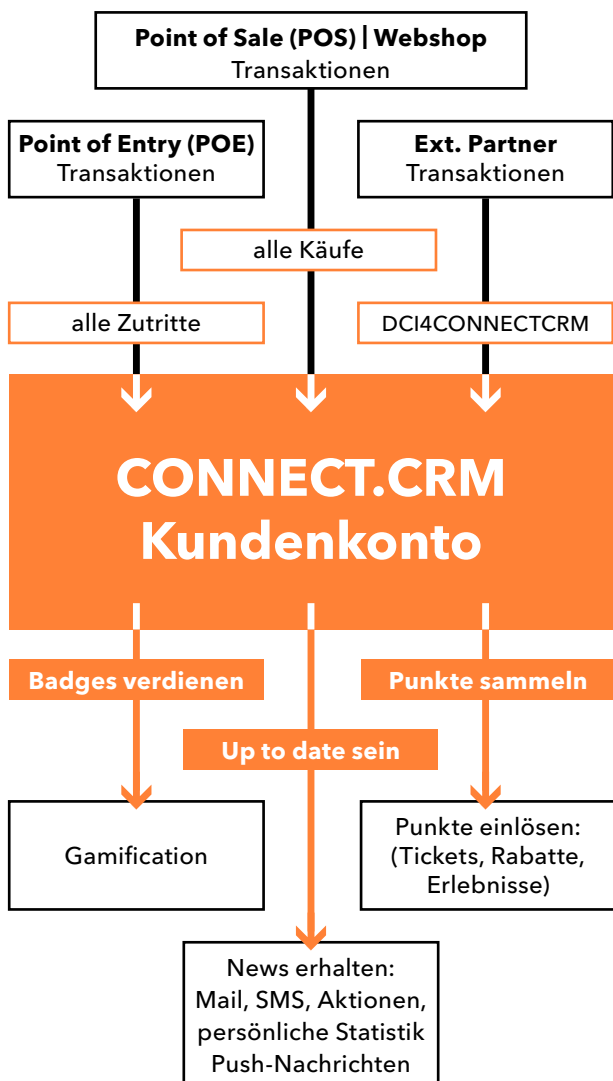 Point of Sale (POS) | Webshop
Transaktionen
Point of Entry (POE)
Transaktionen
Ext. Partner
Transaktionen
alle Käufe
alle Zutritte
DCI4CONNECTCRM
CONNECT.CRM
Kundenkonto
Badges verdienen
Punkte sammeln
Up to date sein
Gamification
Punkte einlösen:
(Tickets, Rabatte,
Erlebnisse)
News erhalten:
Mail, SMS, Aktionen,
persönliche Statistik
Push-Nachrichten